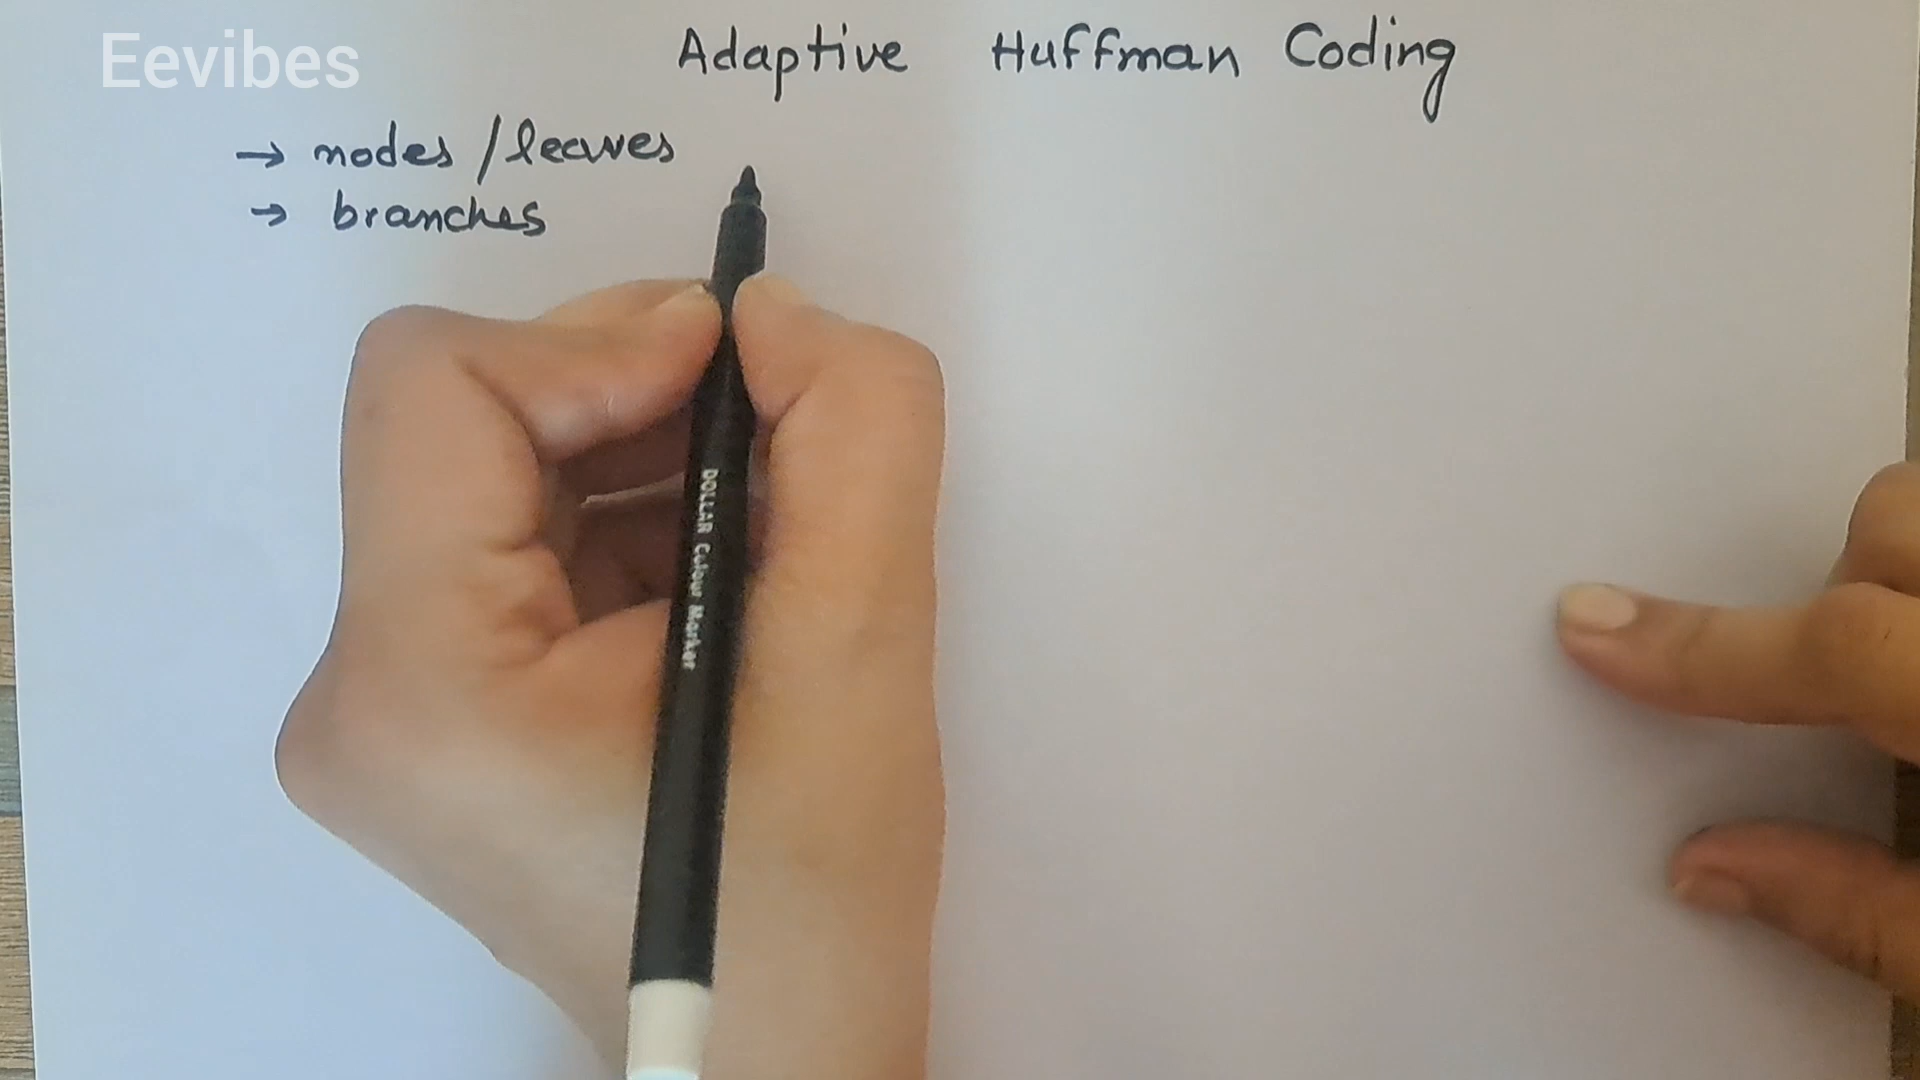 Eevibes
Adaptive Huffman Coding
→ nodes / leaves
→ branches
DOLLAR Colour Marker